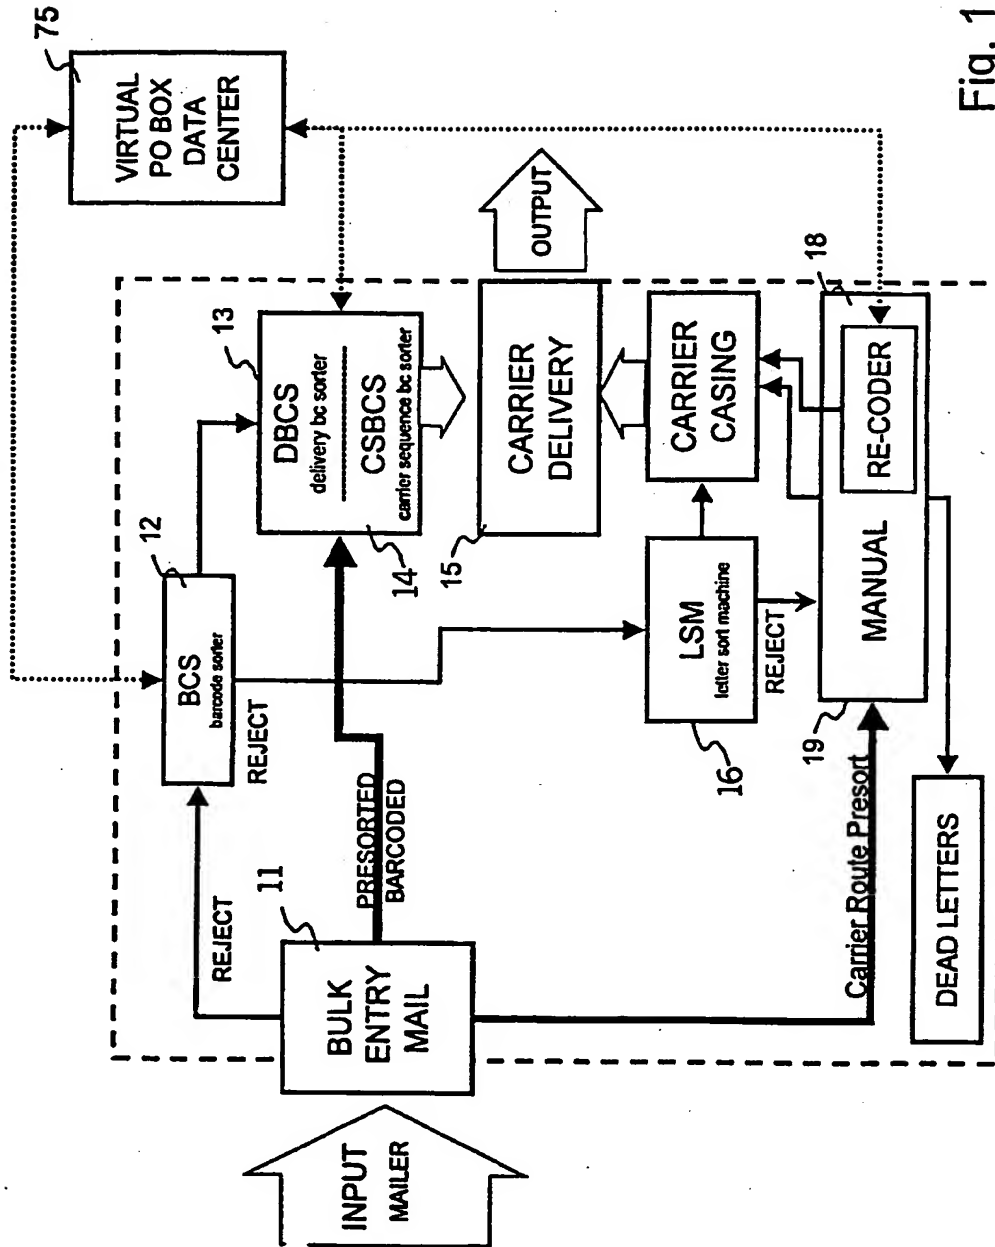 75
VIRTUAL
PO BOX
DATA
CENTER
12
BCS
barcode sorter
REJECT
13
DBCS
delivery bc sorter
CSBCS
carrier sequence bc sorter
14
REJECT
11
BULK
ENTRY
MAIL
PRESORTED
BARCODED
INPUT
MAILER
15
CARRIER
DELIVERY
OUTPUT
LSM
letter sort machine
16
REJECT
CARRIER
CASING
18
RE-CODER
MANUAL
19
Carrier Route Presort
DEAD LETTERS
Fig. 1